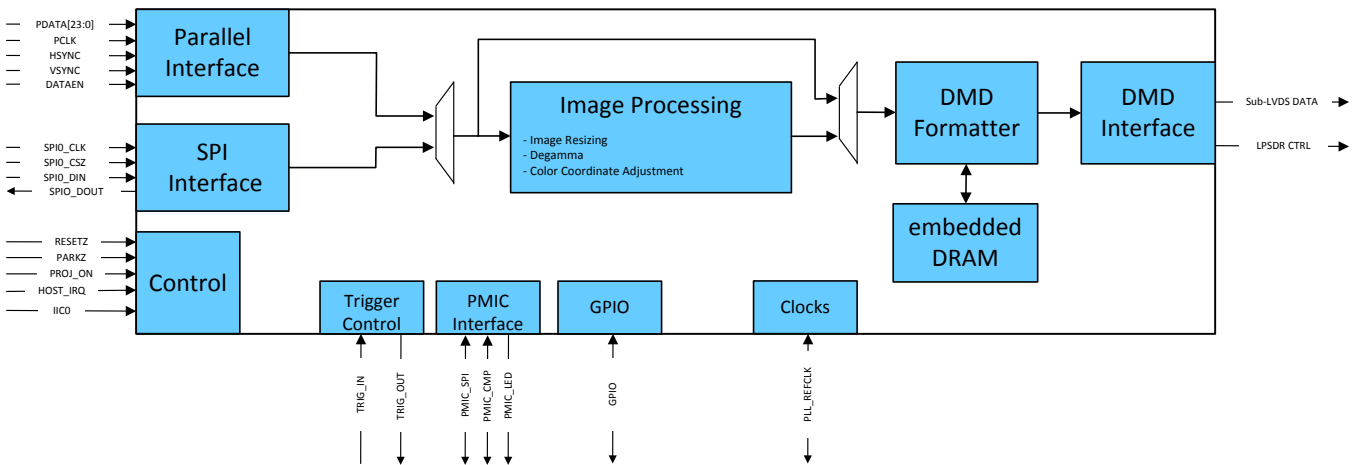 PDATA[23:0]
PCLK
HSYNC
VSYNC
DATAEN
Parallel
Interface
SPI0_CLK
SPI0_CSZ
SPI0_DIN
SPIO_DOUT
SPI
Interface
Image Processing
- Image Resizing
- Degamma
- Color Coordinate Adjustment
DMD
Formatter
DMD
Interface
Sub-LVDS DATA
LPSDR CTRL
embedded
DRAM
RESETZ
PARKZ
PROJ_ON
HOST_IRQ
IIC0
Control
Trigger
Control
PMIC
Interface
GPIO
Clocks
TRIG_IN
TRIG_OUT
PMIC_SPI
PMIC_CMP
PMIC_LED
GPIO
PLL_REFCLK